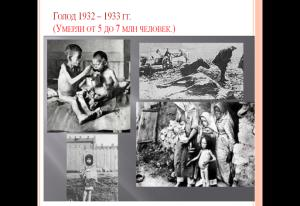 Голод 1932 – 1933 гг.
(Умерли от 5 до 7 млн человек.)